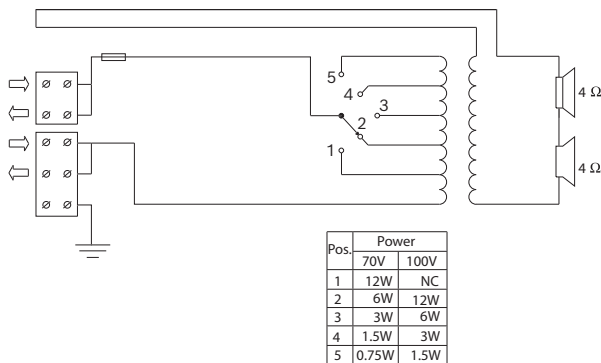 5
4
3
2
1
4 Ω
4 Ω
Pos. Power
70V 100V
1 12W NC
2 6W 12W
3 3W 6W
4 1.5W 3W
5 0.75W 1.5W